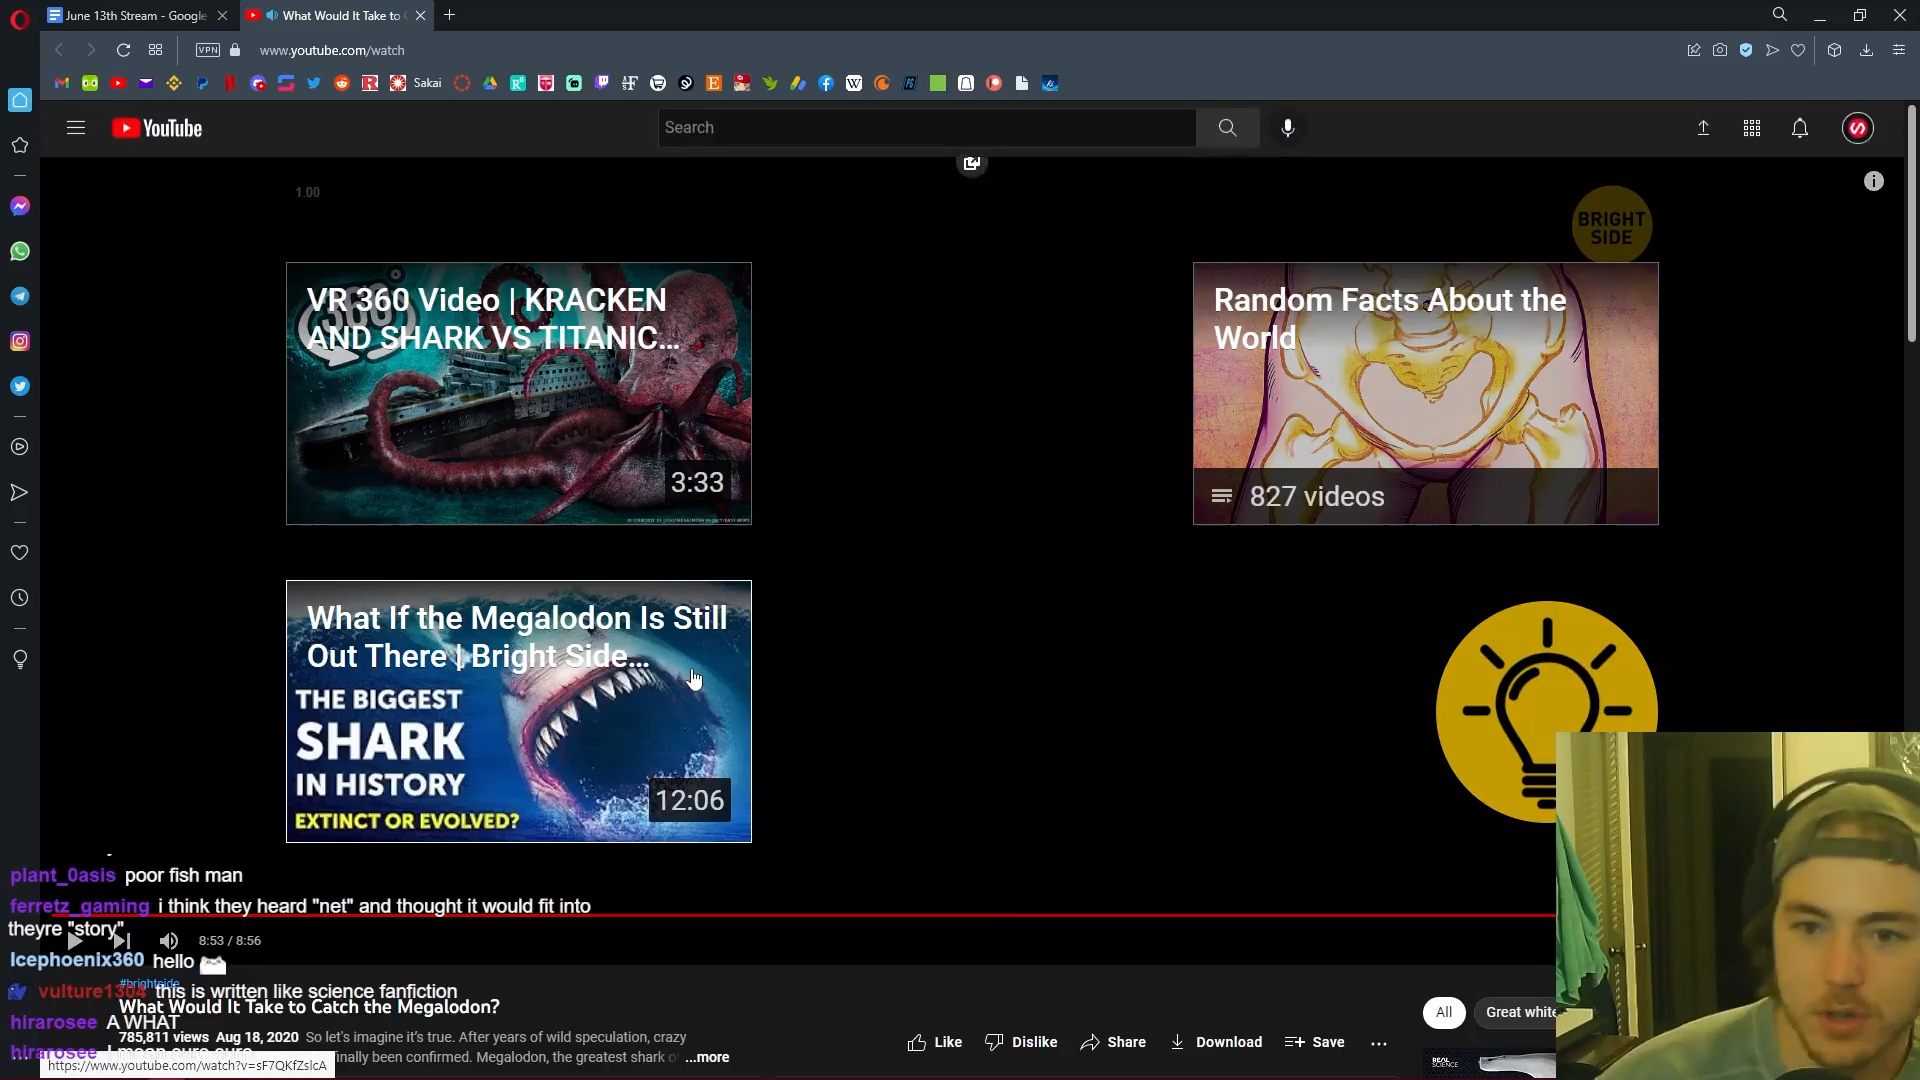 June 13th Stream - Google
What Would It Take to
VPN
www.youtube.com/watch
Sakai
YouTube
Search
1.00
BRIGHT
SIDE
VR 360 Video | KRACKEN
AND SHARK VS TITANIC...
3:33
Random Facts About the
World
827 videos
What If the Megalodon Is Still
Out There | Bright Side...
THE BIGGEST
SHARK
IN HISTORY
EXTINCT OR EVOLVED?
12:06
plant_0asis poor fish man
ferretz_gaming i think they heard "net" and thought it would fit into
theyre "story"
8:53 / 8:56
Icephoenix360 hello
#brightside
vulture1304 this is written like science fanfiction
What Would It Take to Catch the Megalodon?
hirarosee A WHAT
785,811 views Aug 18, 2020 So let's imagine it's true. After years of wild speculation, crazy
hirarosee I mean sure sure
finally been confirmed. Megalodon, the greatest shark o ...more
https://www.youtube.com/watch?v=sF7QKfZslcA
Like
Dislike
Share
Download
Save
All
Great white
REAL
SCIENCE